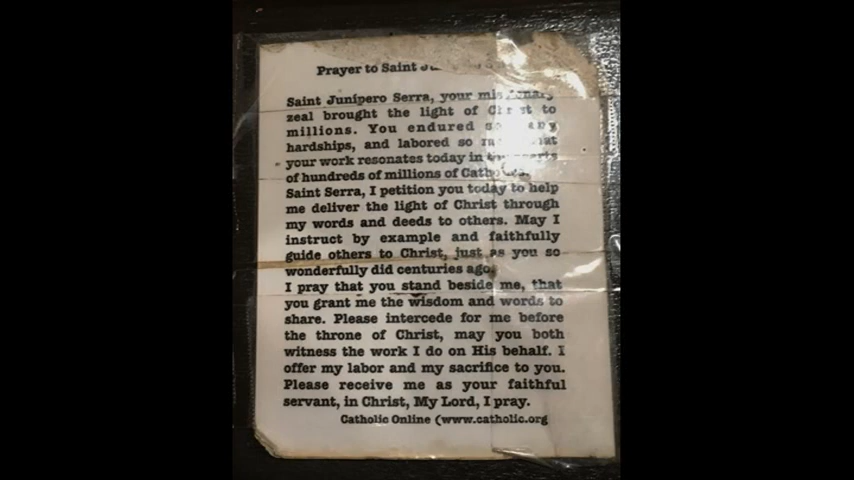 Prayer to Saint
Saint Junipero Serra, your missionary
zeal brought the light of Christ to
millions. You endured
hardships, and labored so
your work resonates today in
of hundreds of millions of Catholics.
Saint Serra, I petition you today to help
me deliver the light of Christ through
my words and deeds to others. May I
instruct by example and faithfully
guide others to Christ, just as you so
wonderfully did centuries ago.
I pray that you stand beside me, that
you grant me the wisdom and words to
share. Please intercede for me before
the throne of Christ, may you both
witness the work I do on His behalf. I
offer my labor and my sacrifice to you.
Please receive me as your faithful
servant, in Christ, My Lord, I pray.
Catholic Online (www.catholic.org